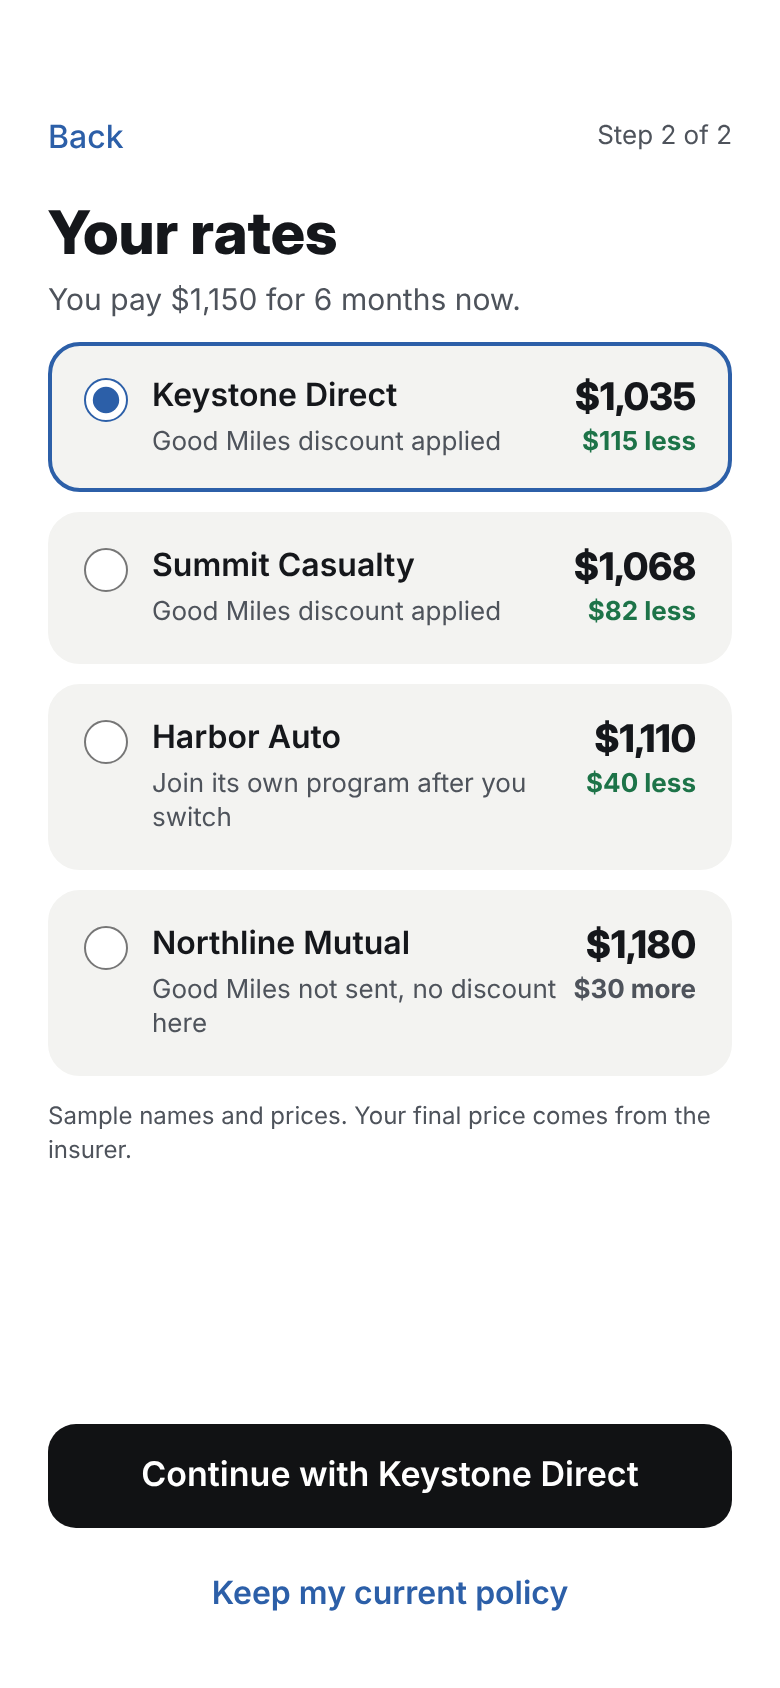 Back
Step 2 of 2
Your rates
You pay $1,150 for 6 months now.
Keystone Direct
$1,035
Good Miles discount applied
$115 less
Summit Casualty
$1,068
Good Miles discount applied
$82 less
Harbor Auto
$1,110
Join its own program after you
switch
$40 less
Northline Mutual
$1,180
Good Miles not sent, no discount
here
$30 more
Sample names and prices. Your final price comes from the
insurer.
Continue with Keystone Direct
Keep my current policy